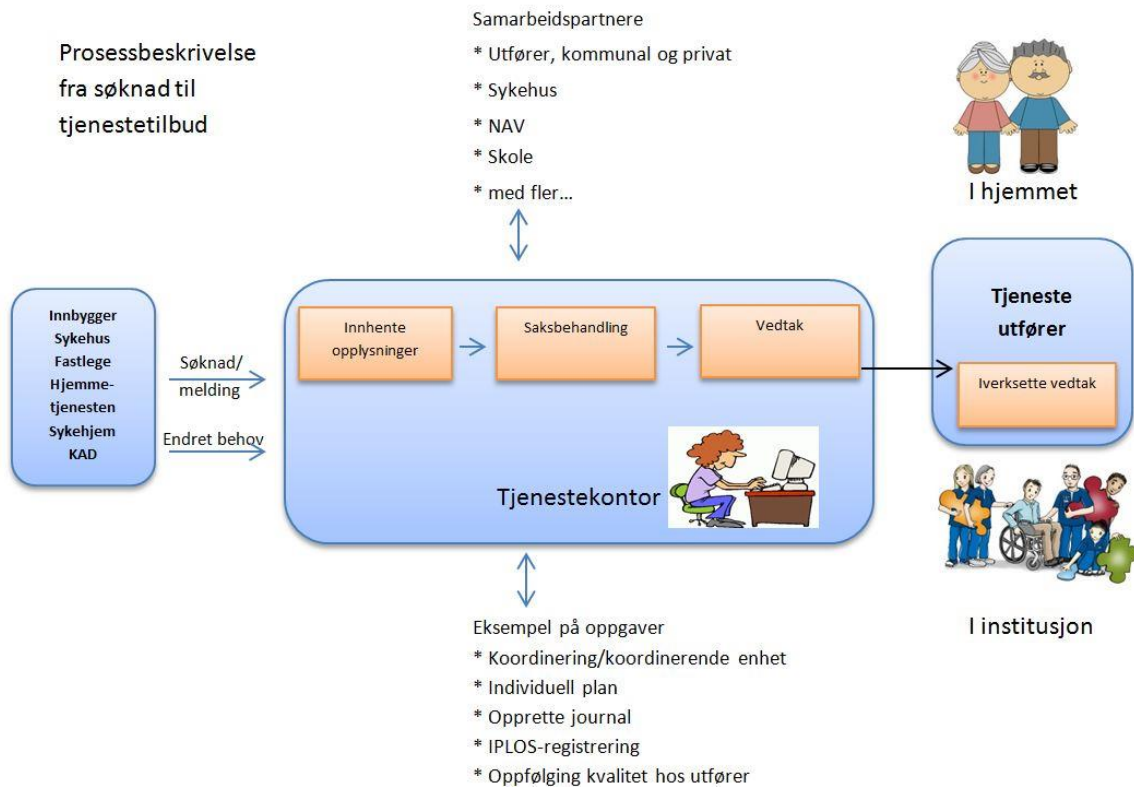 Prosessbeskrivelse
fra søknad til
tjenestetilbud
Samarbeidspartnere
* Utfører, kommunal og privat
* Sykehus
* NAV
* Skole
* med fler...
I hjemmet
Innbygger
Sykehus
Fastlege
Hjemme-
tjenesten
Sykehjem
KAD
Søknad/
melding
Endret behov
Innhente
opplysninger
Saksbehandling
Vedtak
Tjenestekontor
Tjeneste
utfører
Iverksette vedtak
I institusjon
Eksempel på oppgaver
* Koordinering/koordinerende enhet
* Individuell plan
* Opprette journal
* IPLOS-registrering
* Oppfølging kvalitet hos utfører